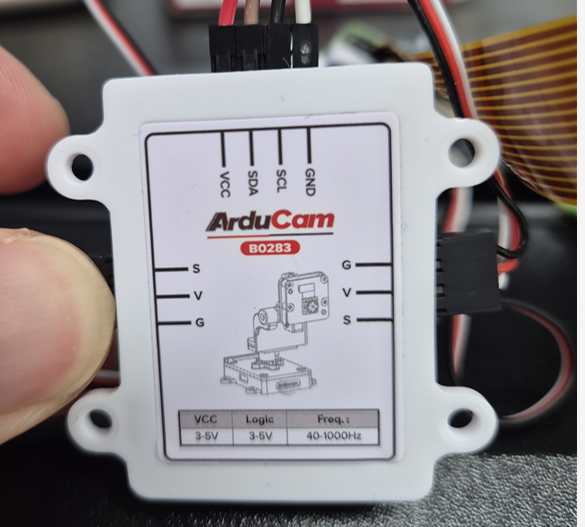 VCC SDA SCL GND
ArduCam
B0283
S G
V V
G S
VCC Logic Freq.:
3-5V 3-5V 40-1000Hz